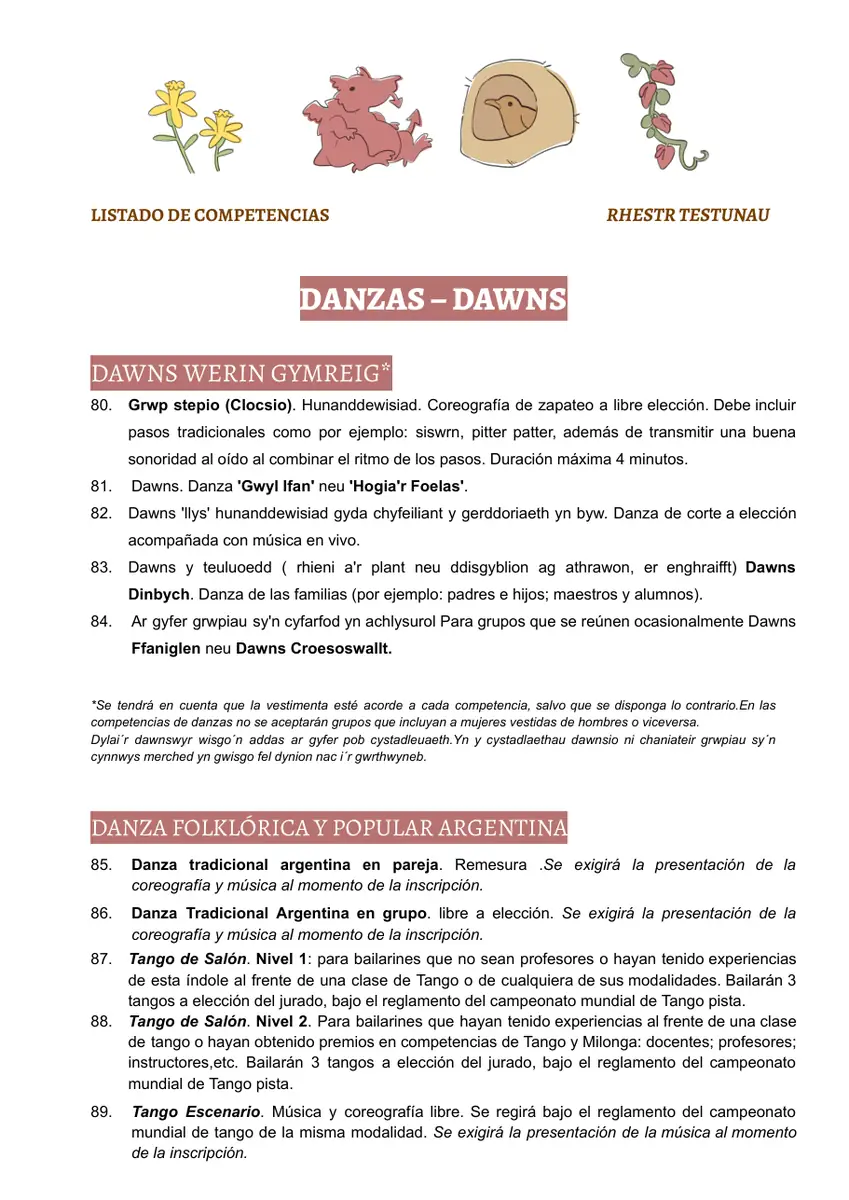 LISTADO DE COMPETENCIAS RHESTR TESTUNAU
DANZAS – DAWNS
DAWNS WERIN GYMREIG*
80. Grwp stepio (Clocsio). Hunanddewisiad. Coreografía de zapateo a libre elección. Debe incluir
pasos tradicionales como por ejemplo: siswrn, pitter patter, además de transmitir una buena
sonoridad al oído al combinar el ritmo de los pasos. Duración máxima 4 minutos.
81. Dawns. Danza 'Gwyl Ifan' neu 'Hogia'r Foelas'.
82. Dawns 'llys' hunanddewisiad gyda chyfeiliant y gerddoriaeth yn byw. Danza de corte a elección
acompañada con música en vivo.
83. Dawns y teuluoedd ( rhieni a'r plant neu ddisgyblion ag athrawon, er enghraifft) Dawns
Dinbych. Danza de las familias (por ejemplo: padres e hijos; maestros y alumnos).
84. Ar gyfer grwpiau sy'n cyfarfod yn achlysurol Para grupos que se reúnen ocasionalmente Dawns
Ffaniglen neu Dawns Croesoswallt.
*Se tendrá en cuenta que la vestimenta esté acorde a cada competencia, salvo que se disponga lo contrario.En las
competencias de danzas no se aceptarán grupos que incluyan a mujeres vestidas de hombres o viceversa.
Dylai´r dawnswyr wisgo´n addas ar gyfer pob cystadleuaeth.Yn y cystadlaethau dawnsio ni chaniateir grwpiau sy´n
cynnwys merched yn gwisgo fel dynion nac i´r gwrthwyneb.
DANZA FOLKLÓRICA Y POPULAR ARGENTINA
85. Danza tradicional argentina en pareja. Remesura .Se exigirá la presentación de la
coreografía y música al momento de la inscripción.
86. Danza Tradicional Argentina en grupo. libre a elección. Se exigirá la presentación de la
coreografía y música al momento de la inscripción.
87. Tango de Salón. Nivel 1: para bailarines que no sean profesores o hayan tenido experiencias
de esta índole al frente de una clase de Tango o de cualquiera de sus modalidades. Bailarán 3
tangos a elección del jurado, bajo el reglamento del campeonato mundial de Tango pista.
88. Tango de Salón. Nivel 2. Para bailarines que hayan tenido experiencias al frente de una clase
de tango o hayan obtenido premios en competencias de Tango y Milonga: docentes; profesores;
instructores,etc. Bailarán 3 tangos a elección del jurado, bajo el reglamento del campeonato
mundial de Tango pista.
89. Tango Escenario. Música y coreografía libre. Se regirá bajo el reglamento del campeonato
mundial de tango de la misma modalidad. Se exigirá la presentación de la música al momento
de la inscripción.